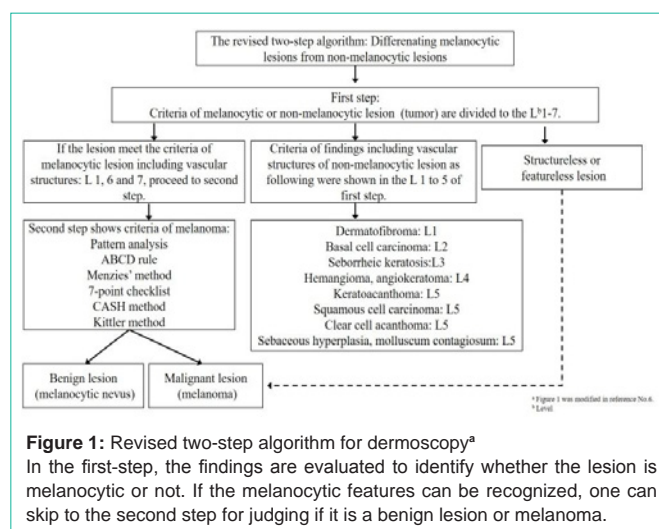 The revised two-step algorithm: Differenating melanocytic
lesions from non-melanocytic lesions
First step:
Criteria of melanocytic or non-melanocytic lesion (tumor) are divided to the Lᵇ1-7.
If the lesion meet the criteria of
melanocytic lesion including vascular
structures: L 1, 6 and 7, proceed to second
step.
Criteria of findings including vascular
structures of non-melanocytic lesion as
following were shown in the L 1 to 5 of
first step.
Structureless or
featureless lesion
Second step shows criteria of melanoma:
Pattern analysis
ABCD rule
Menzies' method
7-point checklist
CASH method
Kittler method
Dermatofibroma: L1
Basal cell carcinoma: L2
Seborrheic keratosis:L3
Hemangioma, angiokeratoma: L4
Keratoacanthoma: L5
Squamous cell carcinoma: L5
Clear cell acanthoma: L5
Sebaceous hyperplasia, molluscum contagiosum: L5
Benign lesion
(melanocytic nevus)
Malignant lesion
(melanoma)
ᵃ Figure 1 was modified in reference No.6.
ᵇ Level
Figure 1: Revised two-step algorithm for dermoscopyᵃ
In the first-step, the findings are evaluated to identify whether the lesion is
melanocytic or not. If the melanocytic features can be recognized, one can
skip to the second step for judging if it is a benign lesion or melanoma.